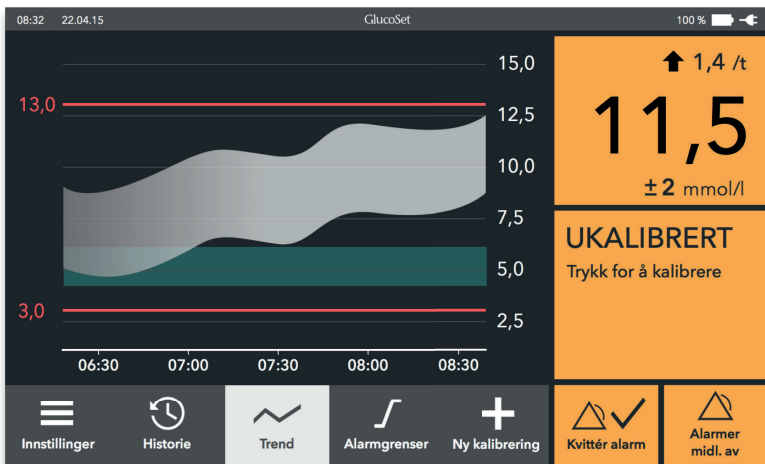 08:32 22.04.15 GlucoSet 100 %
15,0
13,0
12,5
10,0
7,5
5,0
3,0
2,5
06:30 07:00 07:30 08:00 08:30
1,4 /t
11,5
±2 mmol/l
UKALIBRERT
Trykk for å kalibrere
Innstillinger Historie Trend Alarmgrenser Ny kalibrering
Kvittér alarm
Alarmer
midl. av